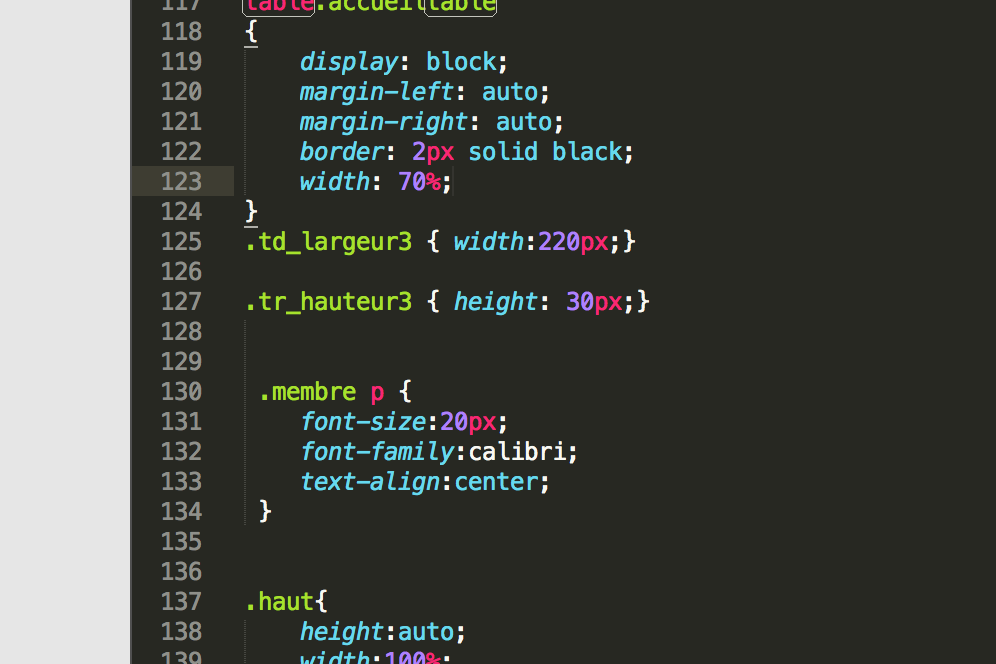 117 table.accueiltable
118 {
119 display: block;
120 margin-left: auto;
121 margin-right: auto;
122 border: 2px solid black;
123 width: 70%;
124 }
125 .td_largeur3 { width:220px;}
126
127 .tr_hauteur3 { height: 30px;}
128
129
130 .membre p {
131 font-size:20px;
132 font-family:calibri;
133 text-align:center;
134 }
135
136
137 .haut{
138 height:auto;
139 width:100%;